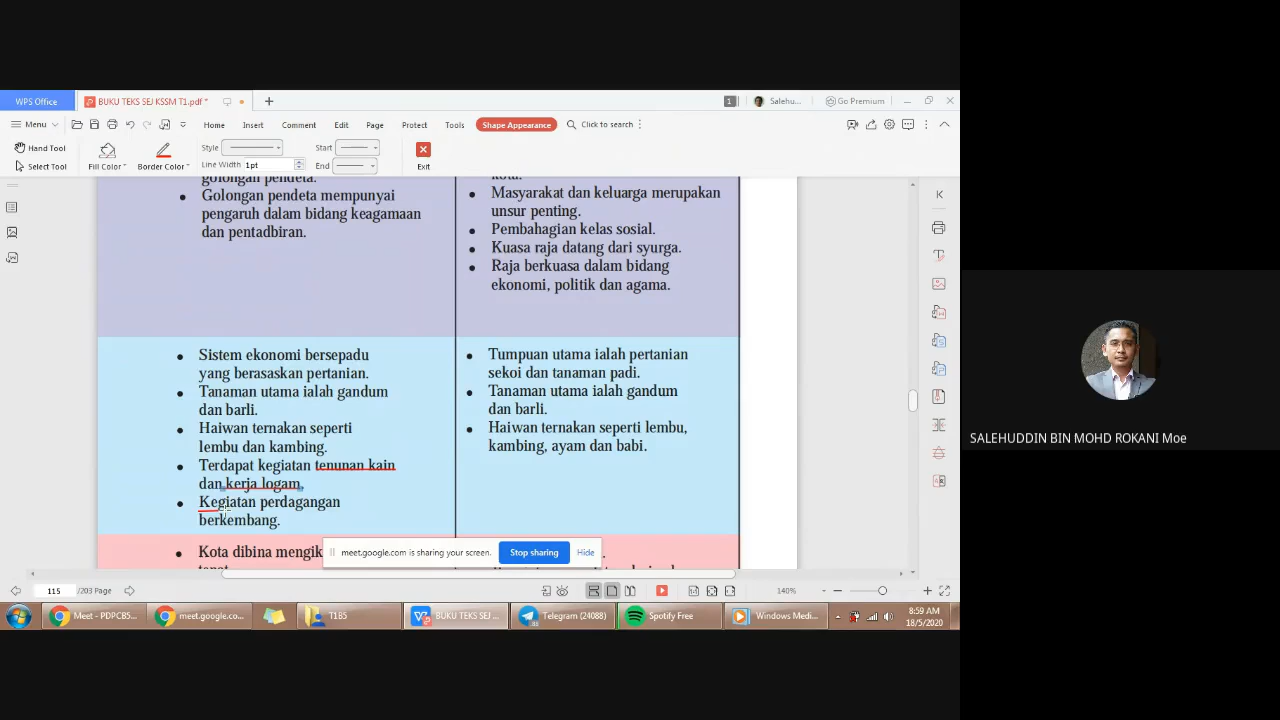 WPS Office
BUKU TEKS SEJ KSSM T1.pdf *
+
1
Salehu...
Go Premium
Menu
Home
Insert
Comment
Edit
Page
Protect
Tools
Shape Appearance
Click to search
Hand Tool
Select Tool
Fill Color
Border Color
Style
Line Width 1pt
Start
End
Exit
golongan pendeta.
Golongan pendeta mempunyai
pengaruh dalam bidang keagamaan
dan pentadbiran.
kota.
Masyarakat dan keluarga merupakan
unsur penting.
Pembahagian kelas sosial.
Kuasa raja datang dari syurga.
Raja berkuasa dalam bidang
ekonomi, politik dan agama.
Sistem ekonomi bersepadu
yang berasaskan pertanian.
Tanaman utama ialah gandum
dan barli.
Haiwan ternakan seperti
lembu dan kambing.
Terdapat kegiatan tenunan kain
dan kerja logam.
Kegiatan perdagangan
berkembang.
Tumpuan utama ialah pertanian
sekoi dan tanaman padi.
Tanaman utama ialah gandum
dan barli.
Haiwan ternakan seperti lembu,
kambing, ayam dan babi.
Kota dibina mengik
meet.google.com is sharing your screen.
Stop sharing
Hide
115
/203 Page
140%
Meet - PDPCB5...
meet.google.co...
T1B5
BUKU TEKS SEJ ...
Telegram (24088)
Spotify Free
Windows Medi...
8:59 AM
18/5/2020
SALEHUDDIN BIN MOHD ROKANI Moe